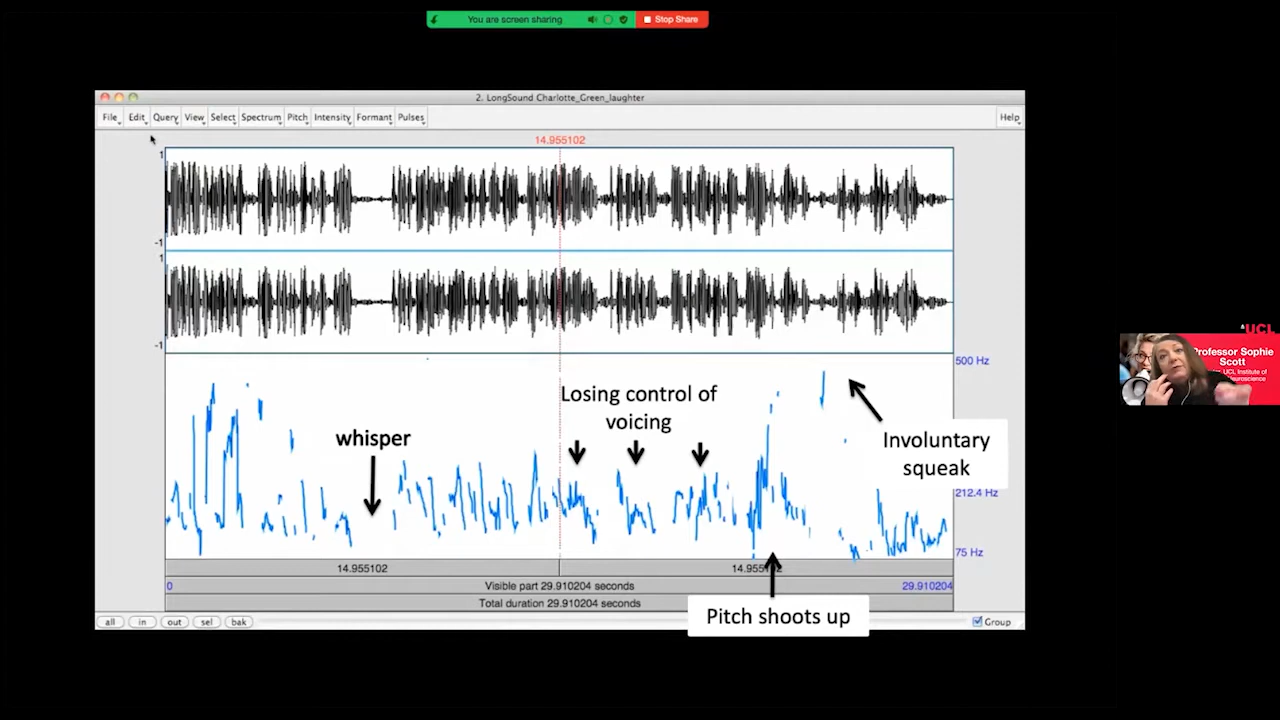 You are screen sharing
Stop Share
2. LongSound Charlotte_Green_laughter
File Edit Query View Select Spectrum Pitch Intensity Formant Pulses Help
14.955102
1
-1
1
-1
500 Hz
Losing control of
voicing
whisper
Involuntary
squeak
212.4 Hz
75 Hz
14.955102
0
Visible part 29.910204 seconds
29.910204
Total duration 29.910204 seconds
Pitch shoots up
all in out sel bak
Group
UCL
Professor Sophie
Scott
UCL Institute of